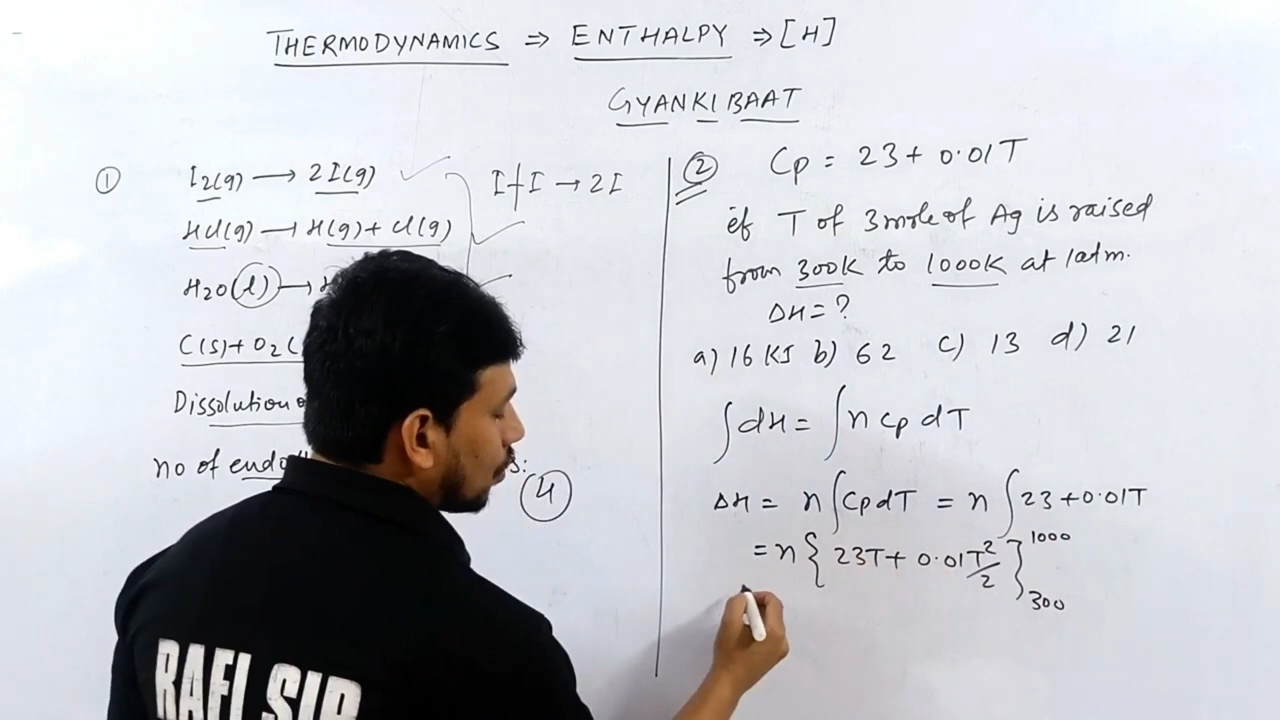 THERMODYNAMICS ⇒ ENTHALPY ⇒ [H]
GYANKIBAAT
① I2(g) → 2I(g) ✓ I+I → 2I
HCl(g) → H(g) + Cl(g) ✓
H2O(l) →
C(s) + O2(
Dissolution
no of
④
② Cp = 23 + 0.01T
if T of 3mole of Ag is raised
from 300K to 1000K at 1atm.
ΔH = ?
a) 16 KJ b) 62 c) 13 d) 21
∫dH = ∫n Cp dT
ΔH = n∫CpdT = n∫23 + 0.01T
= n{23T + 0.01T²/2}1000 300
RAFI SIR